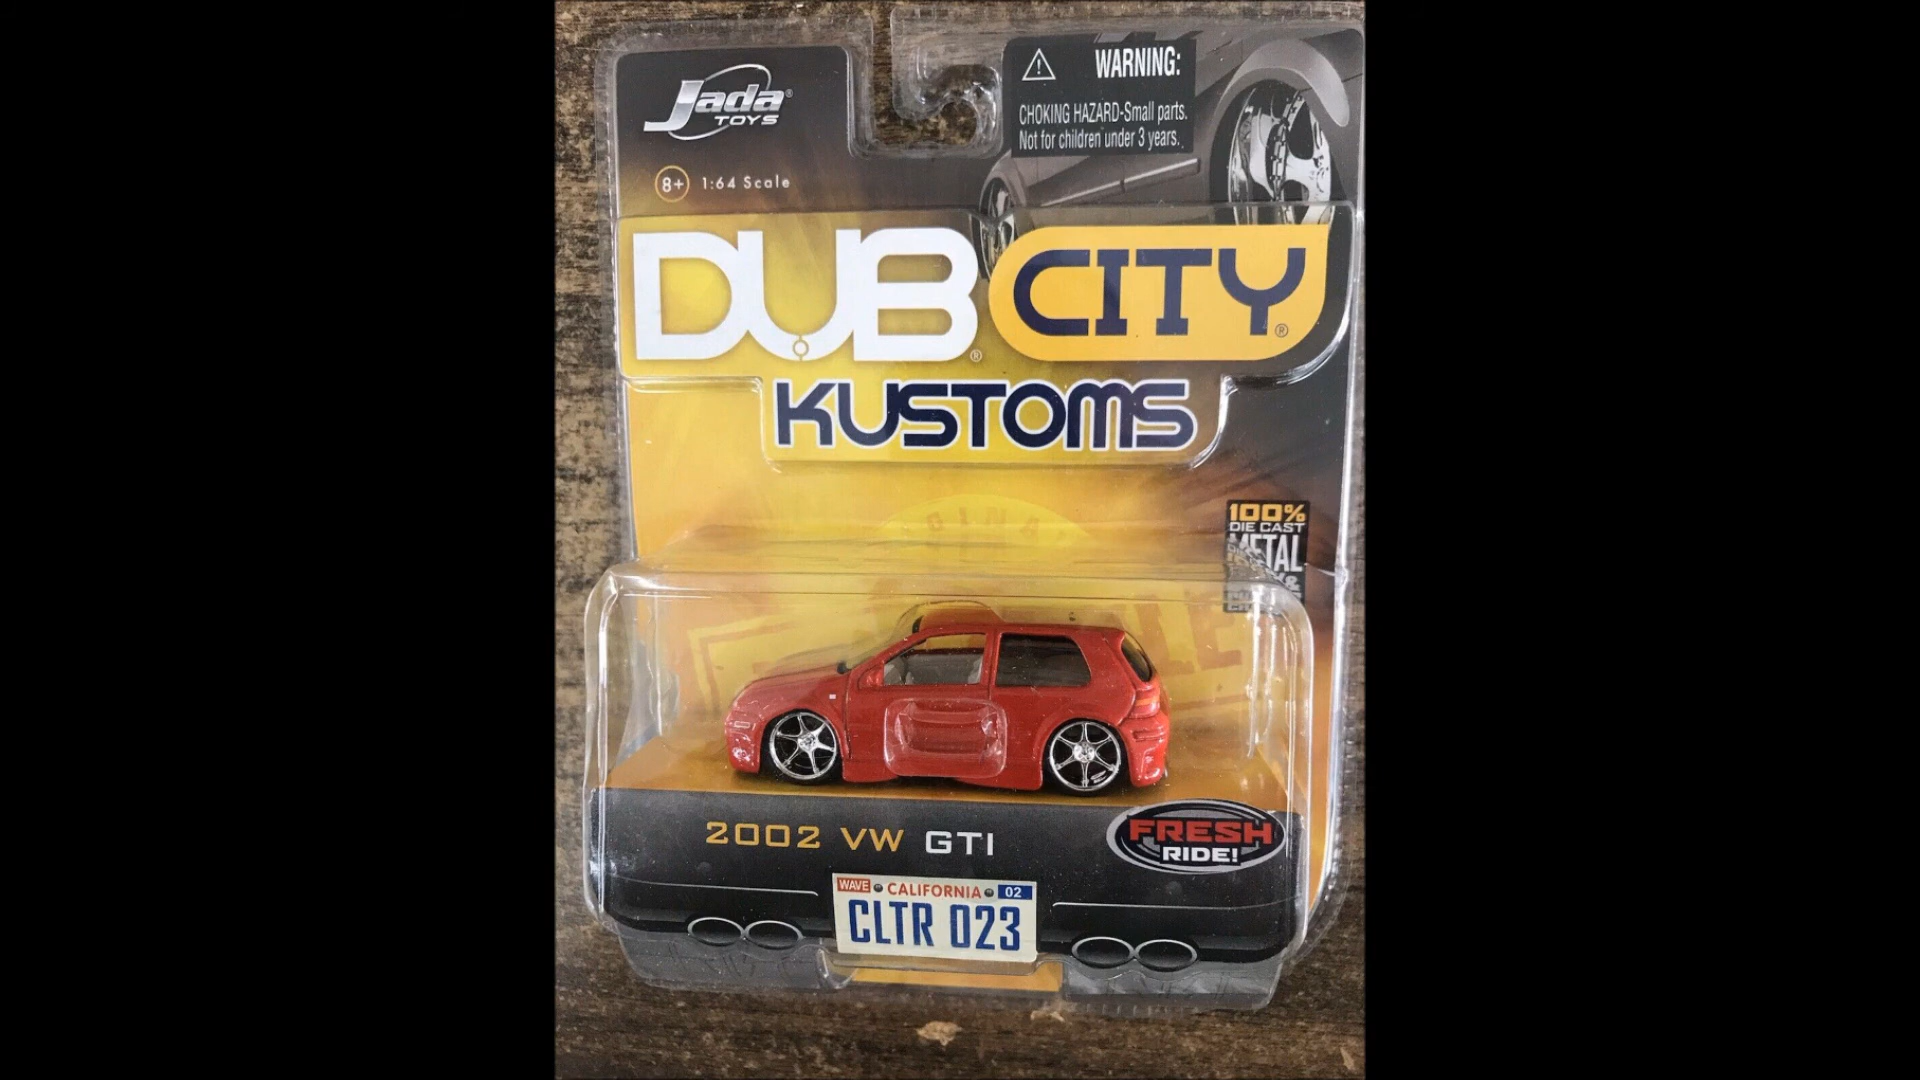 Jada®
TOYS
WARNING:
CHOKING HAZARD-Small parts.
Not for children under 3 years.
8+ 1:64 Scale
DUB® CITY®
KUSTOMS
100%
DIE CAST
METAL
2002 VW GTI
FRESH
RIDE!
WAVE CALIFORNIA 02
CLTR 023